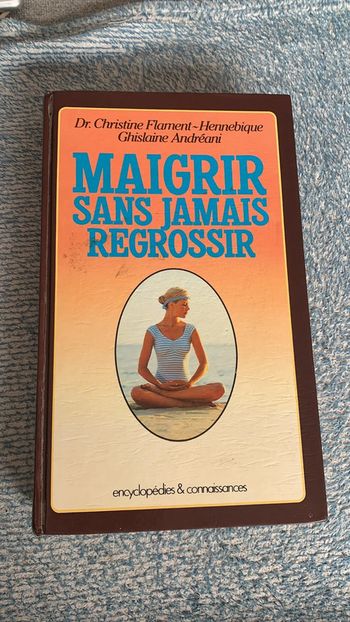 Dr. Christine Flament-Hennebique
Ghislaine Andréani
MAIGRIR
SANS JAMAIS
REGROSSIR
encyclopédies & connaissances